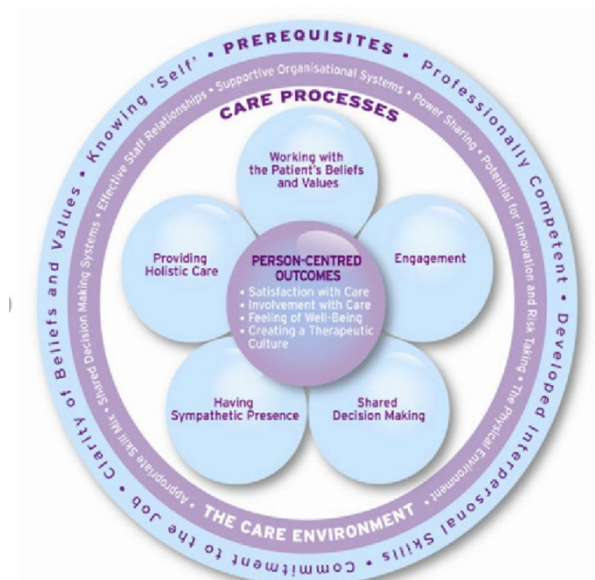 PREREQUISITES • Professionally Competent • Developed Interpersonal Skills • Commitment to the Job • Clarity of Beliefs and Values • Knowing 'Self' •
Supportive Organisational Systems • Power Sharing • Potential for Innovation and Risk Taking • The Physical Environment •
THE CARE ENVIRONMENT
• Appropriate Skill Mix • Shared Decision Making Systems • Effective Staff Relationships •
CARE PROCESSES
Working with
the Patient's Beliefs
and Values
Providing
Holistic Care
PERSON-CENTRED
OUTCOMES
• Satisfaction with Care
• Involvement with Care
• Feeling of Well-Being
• Creating a Therapeutic
Culture
Engagement
Having
Sympathetic Presence
Shared
Decision Making